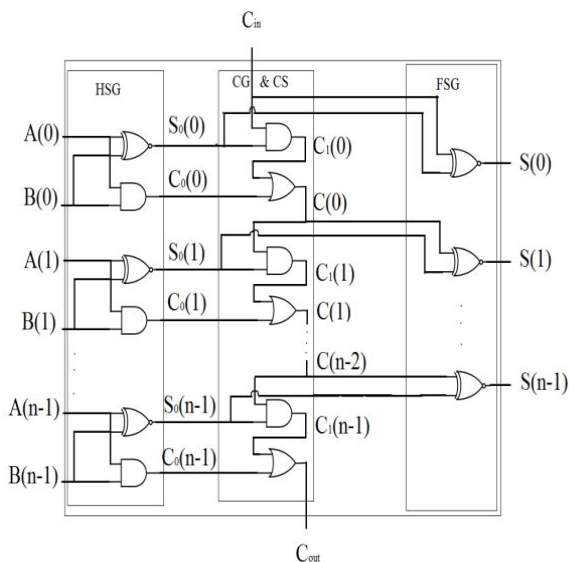 Cin
HSG
CG & CS
FSG
A(0)
S0(0)
C1(0)
S(0)
B(0)
C0(0)
C(0)
A(1)
S0(1)
C1(1)
S(1)
B(1)
C0(1)
C(1)
C(n-2)
A(n-1)
S0(n-1)
S(n-1)
C1(n-1)
B(n-1)
C0(n-1)
Cout